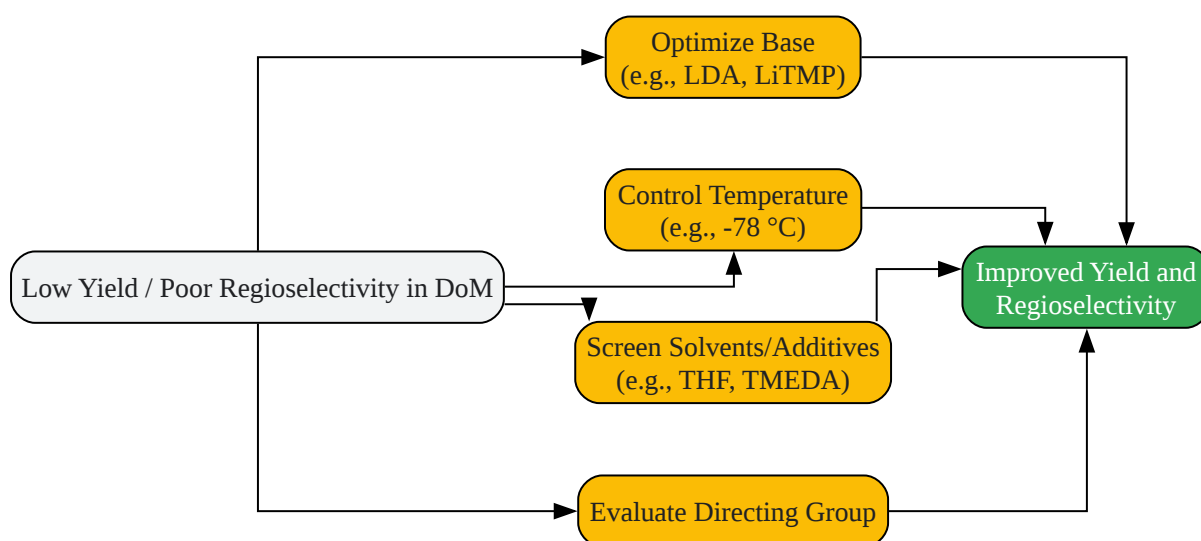 Optimize Base
(e.g., LDA, LiTMP)
Control Temperature
(e.g., -78 °C)
Low Yield / Poor Regioselectivity in DoM
Improved Yield and
Regioselectivity
Screen Solvents/Additives
(e.g., THF, TMEDA)
Evaluate Directing Group